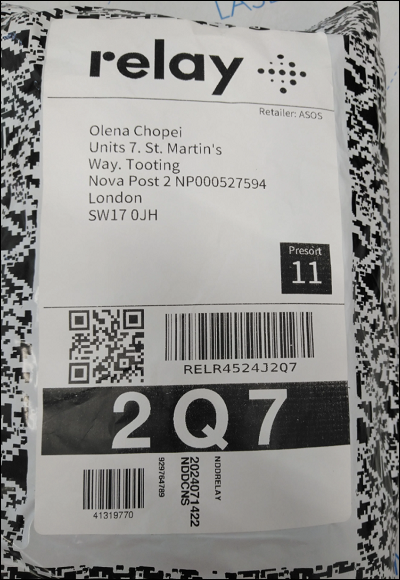 relay
Retailer: ASOS
Olena Chopei
Units 7. St. Martin's
Way. Tooting
Nova Post 2 NP000527594
London
SW17 0JH
Presort
11
RELR4524J2Q7
2Q7
41319770
929764789
2024071422
NDDCNS
NDDRELAY